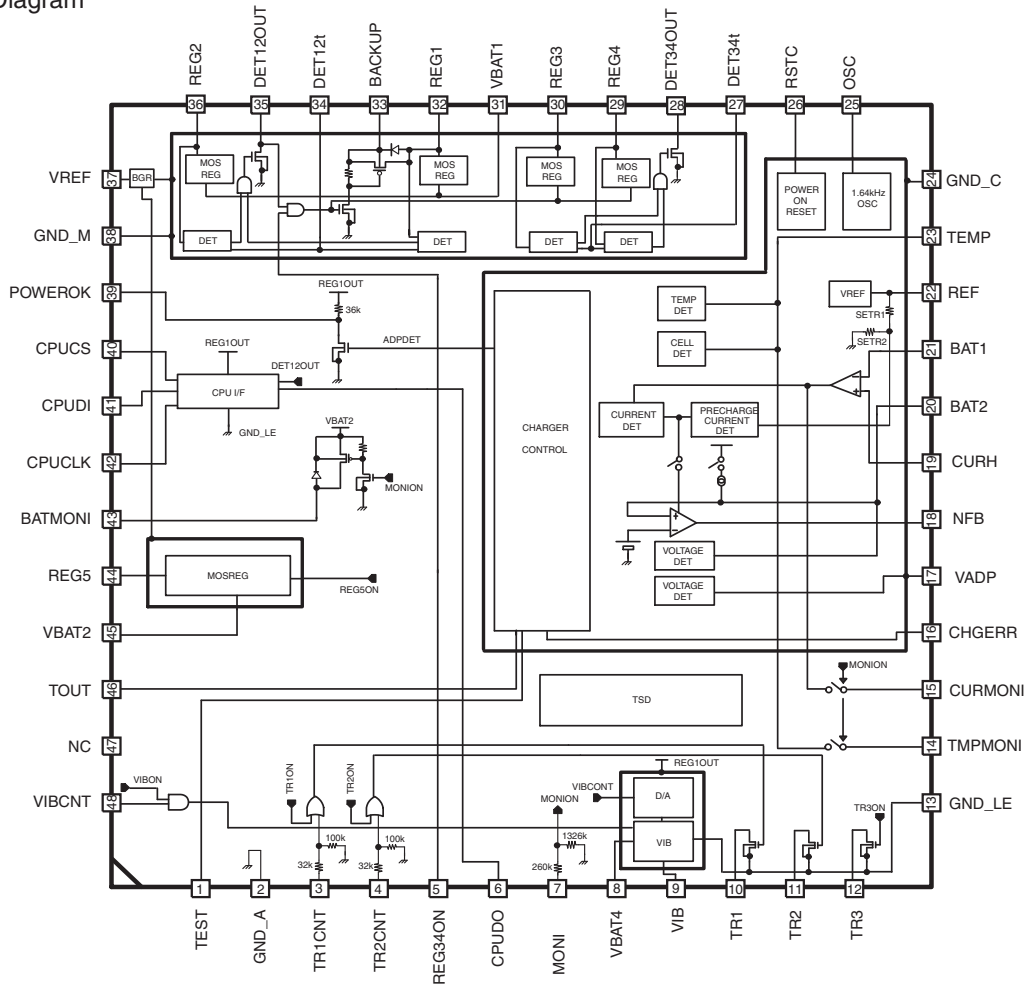 Diagram
REG2
DET12OUT
DET12t
BACKUP
REG1
VBAT1
REG3
REG4
DET34OUT
DET34t
RSTC
OSC
36
35
34
33
32
31
30
29
28
27
26
25
VREF
37
BGR
MOS
REG
MOS
REG
MOS
REG
MOS
REG
POWER
ON
RESET
1.64kHz
OSC
24
GND_C
GND_M
38
DET
DET
DET
DET
23
TEMP
POWEROK
39
REG1OUT
36k
TEMP
DET
VREF
22
REF
SETR1
SETR2
CPUCS
40
REG1OUT
ADPDET
CELL
DET
21
BAT1
DET12OUT
CPU I/F
CPUDI
41
GND_LE
CHARGER
CONTROL
CURRENT
DET
PRECHARGE
CURRENT
DET
20
BAT2
CPUCLK
42
VBAT2
MONION
19
CURH
BATMONI
43
+
−
18
NFB
VOLTAGE
DET
REG5
44
MOSREG
REG5ON
VOLTAGE
DET
17
VADP
VBAT2
45
16
CHGERR
TOUT
46
TSD
MONION
15
CURMONI
NC
47
14
TMPMONI
VIBON
VIBCNT
48
TR1ON
TR2ON
REG1OUT
VIBCONT
D/A
MONION
VIB
TR3ON
13
GND_LE
100k
100k
1326k
32k
32k
260k
1
2
3
4
5
6
7
8
9
10
11
12
TEST
GND_A
TR1CNT
TR2CNT
REG34ON
CPUDO
MONI
VBAT4
VIB
TR1
TR2
TR3